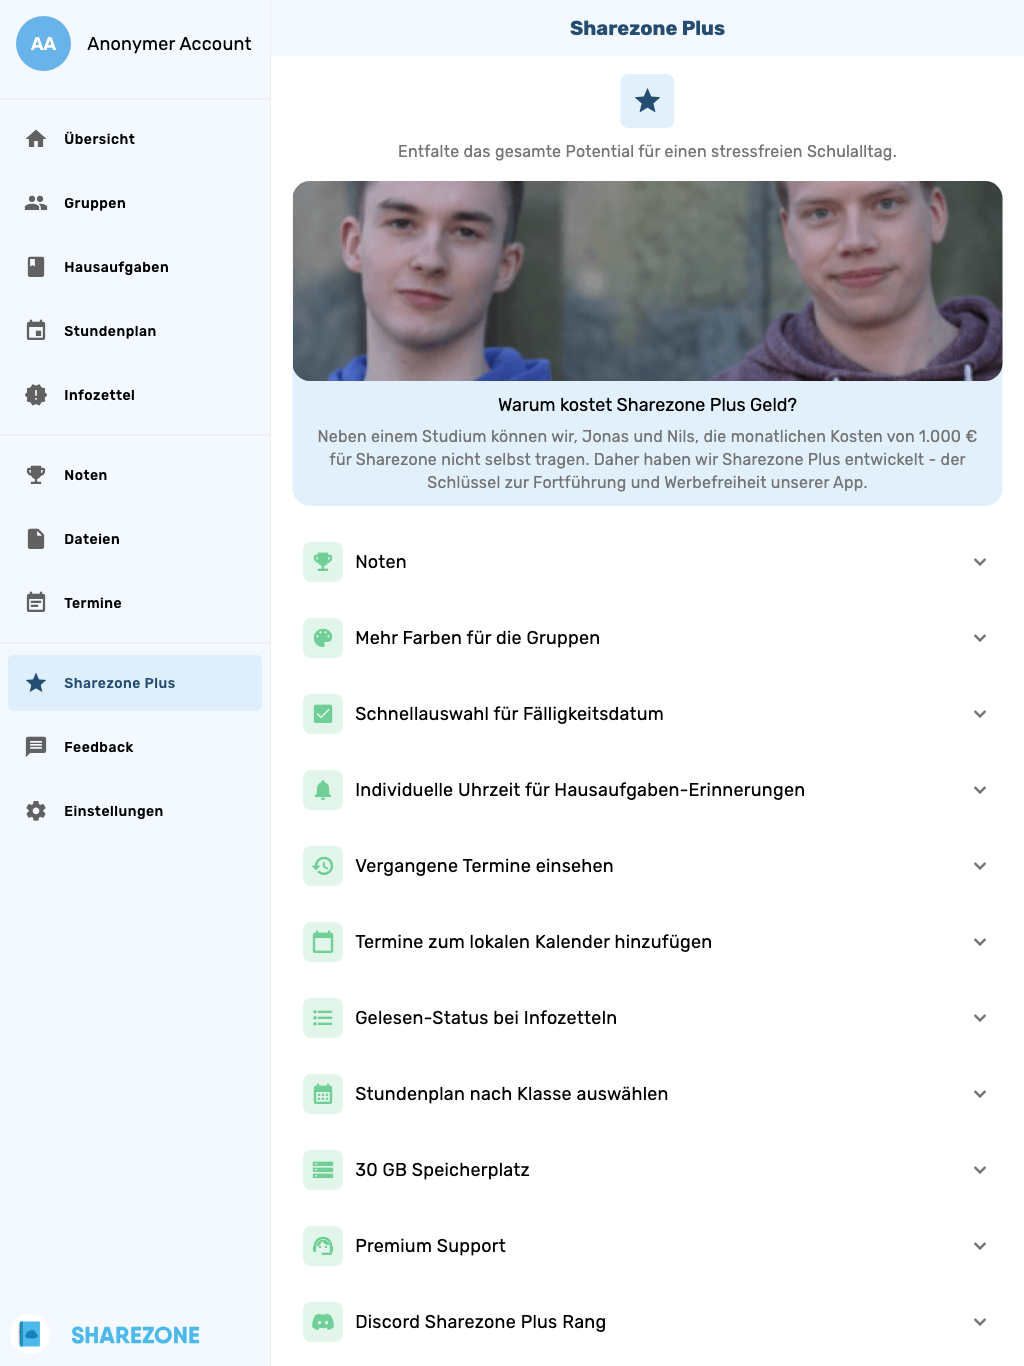 AA
Anonymer Account
Übersicht
Gruppen
Hausaufgaben
Stundenplan
Infozettel
Noten
Dateien
Termine
Sharezone Plus
Feedback
Einstellungen
SHAREZONE
Sharezone Plus
Entfalte das gesamte Potential für einen stressfreien Schulalltag.
Warum kostet Sharezone Plus Geld?
Neben einem Studium können wir, Jonas und Nils, die monatlichen Kosten von 1.000 €
für Sharezone nicht selbst tragen. Daher haben wir Sharezone Plus entwickelt - der
Schlüssel zur Fortführung und Werbefreiheit unserer App.
Noten
Mehr Farben für die Gruppen
Schnellauswahl für Fälligkeitsdatum
Individuelle Uhrzeit für Hausaufgaben-Erinnerungen
Vergangene Termine einsehen
Termine zum lokalen Kalender hinzufügen
Gelesen-Status bei Infozetteln
Stundenplan nach Klasse auswählen
30 GB Speicherplatz
Premium Support
Discord Sharezone Plus Rang